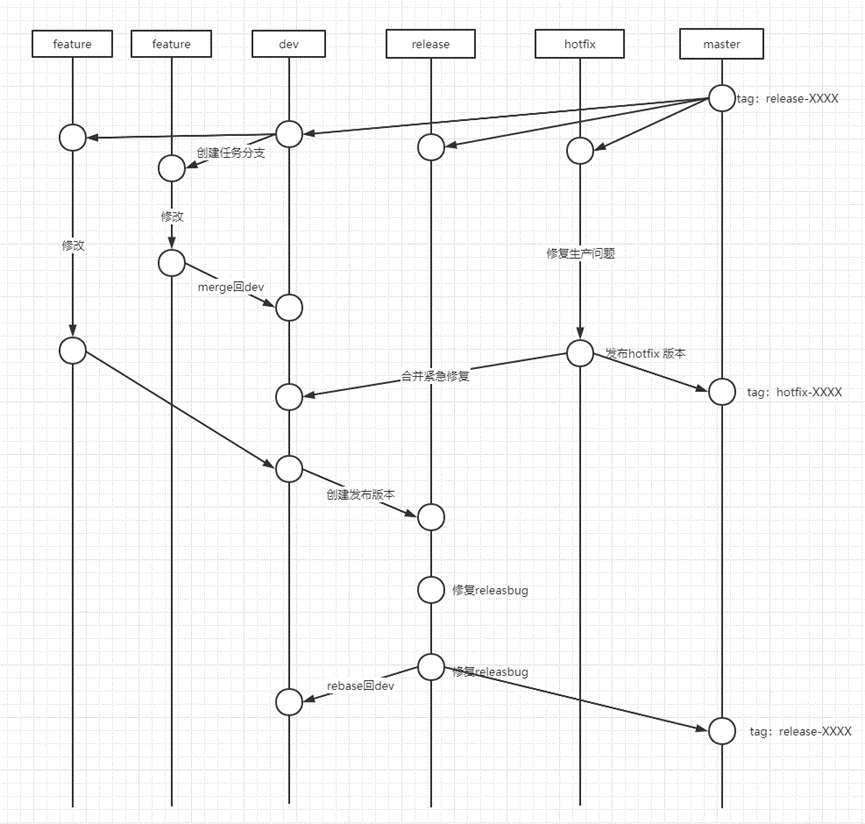 feature
feature
dev
release
hotfix
master
tag: release-XXXX
创建任务分支
修改
修改
修复生产问题
merge回dev
发布hotfix 版本
合并紧急修复
tag: hotfix-XXXX
创建发布版本
修复releasbug
修复releasbug
rebase回dev
tag: release-XXXX